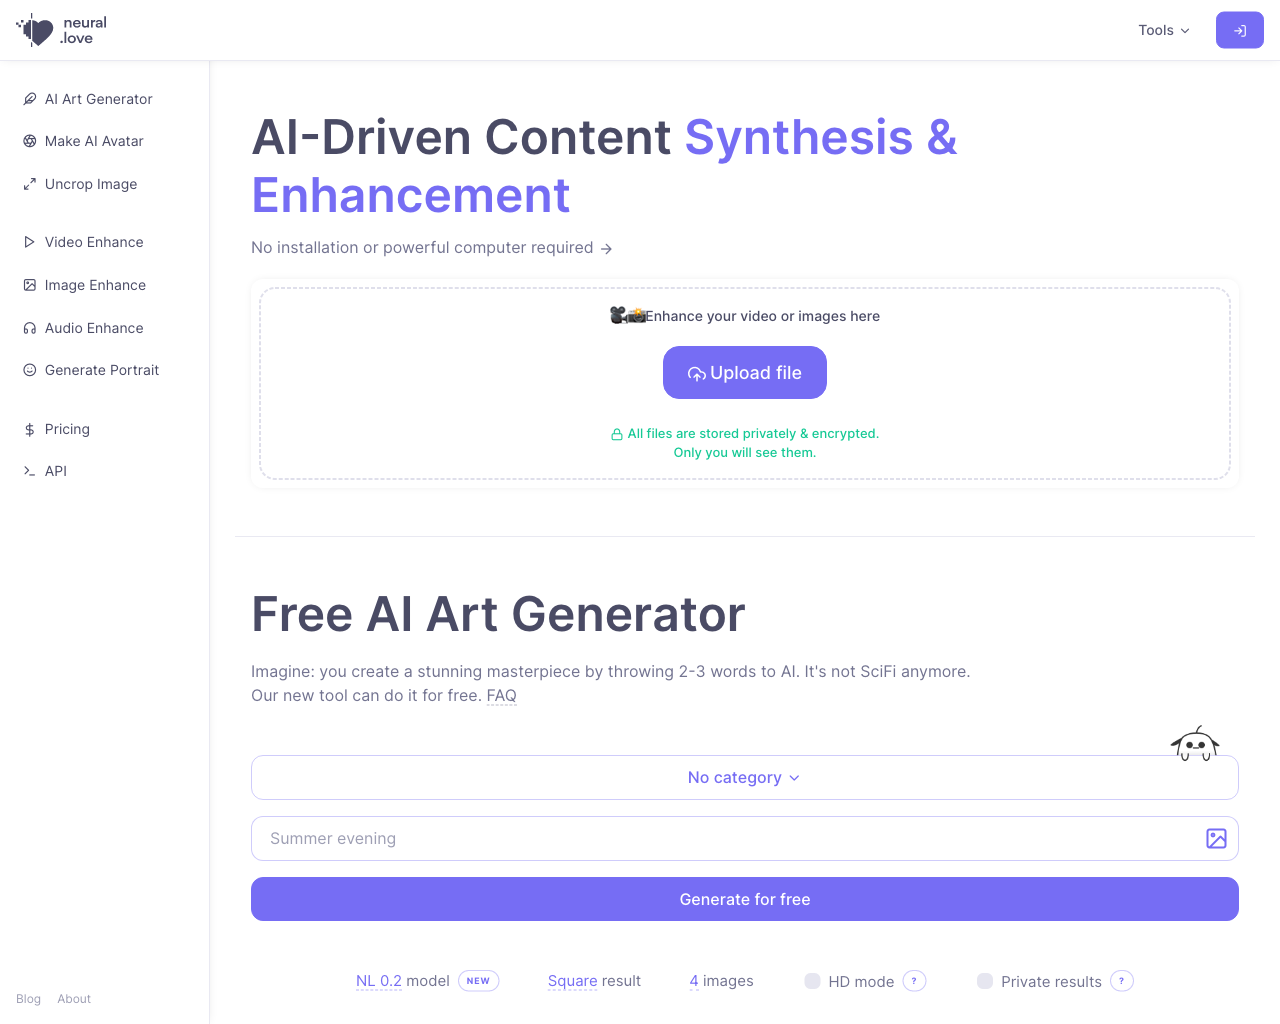 neural
.love
Tools
AI Art Generator
Make AI Avatar
Uncrop Image
Video Enhance
Image Enhance
Audio Enhance
Generate Portrait
Pricing
API
Blog About
AI-Driven Content Synthesis &
Enhancement
No installation or powerful computer required →
Enhance your video or images here
Upload file
All files are stored privately & encrypted.
Only you will see them.
Free AI Art Generator
Imagine: you create a stunning masterpiece by throwing 2-3 words to AI. It's not SciFi anymore.
Our new tool can do it for free. FAQ
No category
Summer evening
Generate for free
NL 0.2 model NEW Square result 4 images HD mode ? Private results ?